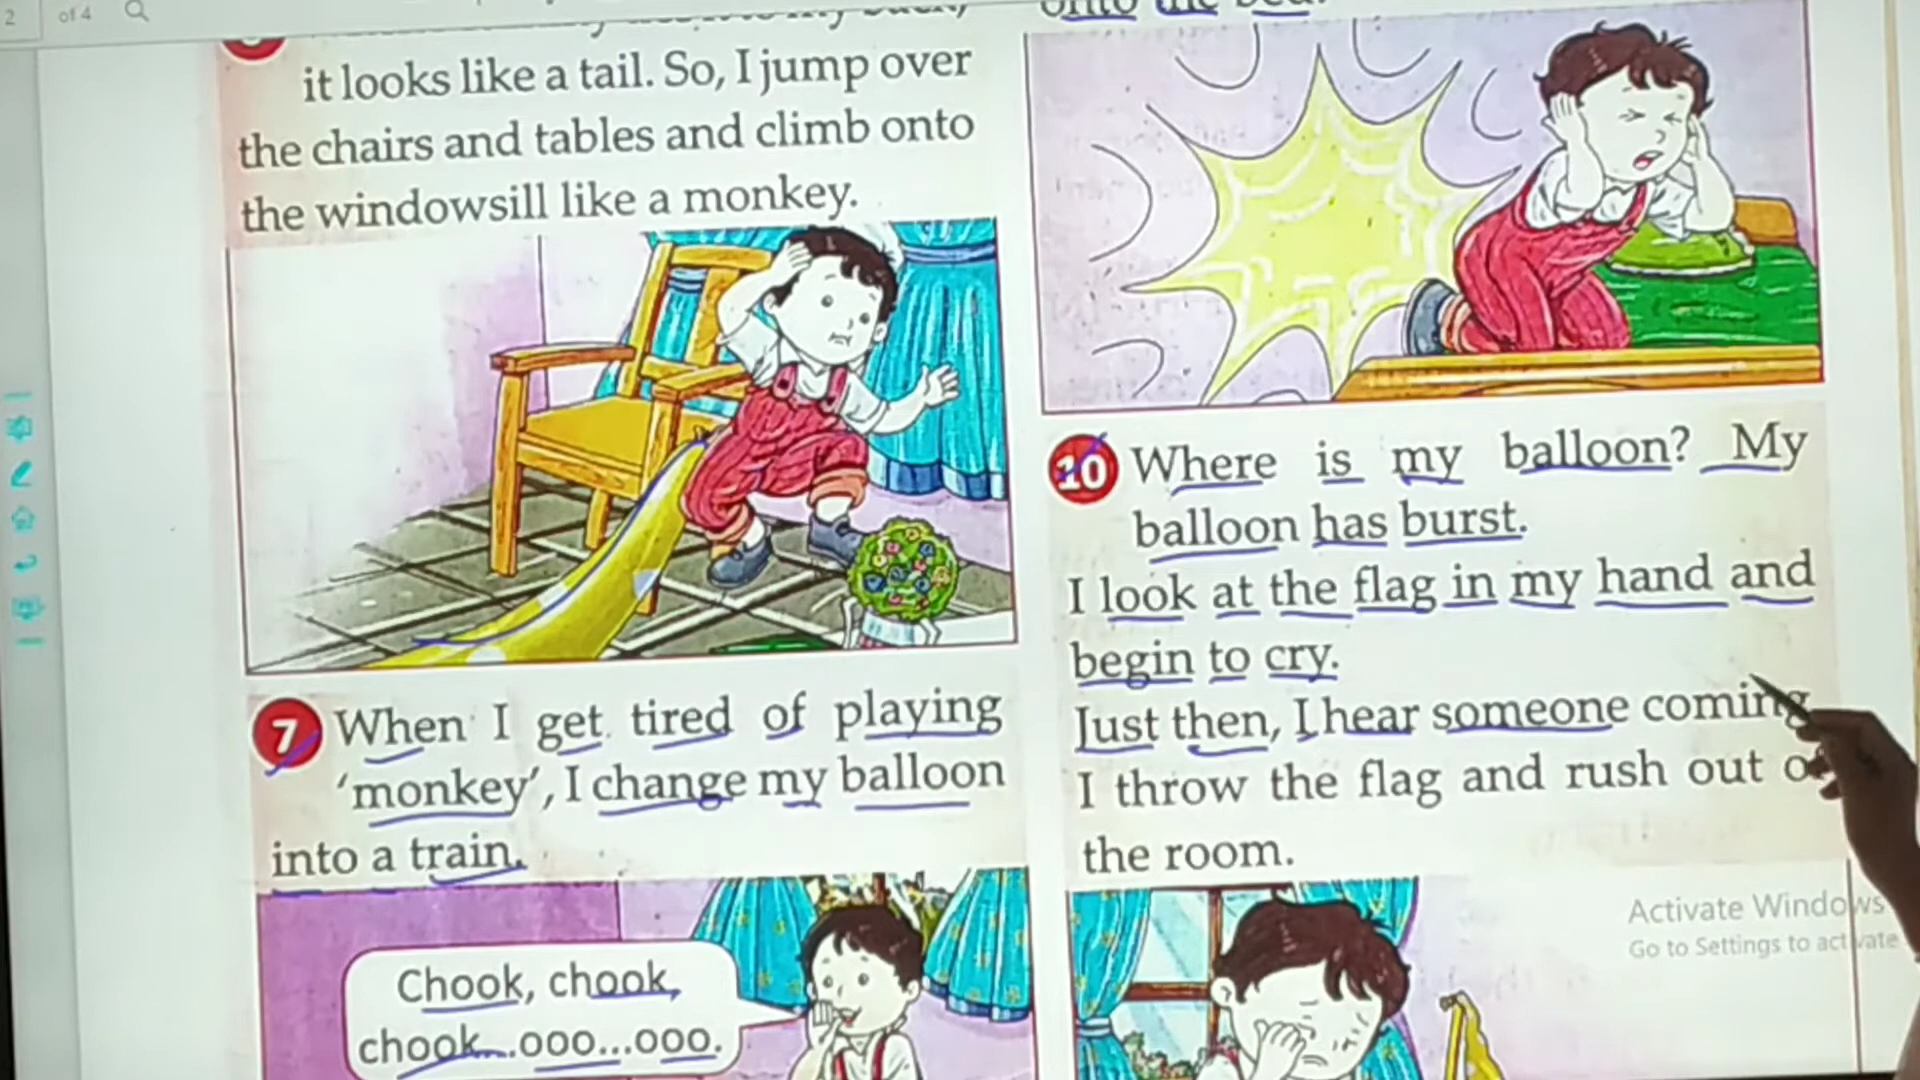 2 of 4
it looks like a tail. So, I jump over
the chairs and tables and climb onto
the windowsill like a monkey.
7 When I get tired of playing
‘monkey’, I change my balloon
into a train.
Chook, chook,
chook....ooo...ooo.
onto the bed.
10 Where is my balloon? My
balloon has burst.
I look at the flag in my hand and
begin to cry.
Just then, I hear someone coming
I throw the flag and rush out
the room.
Activate Windows
Go to Settings to activate